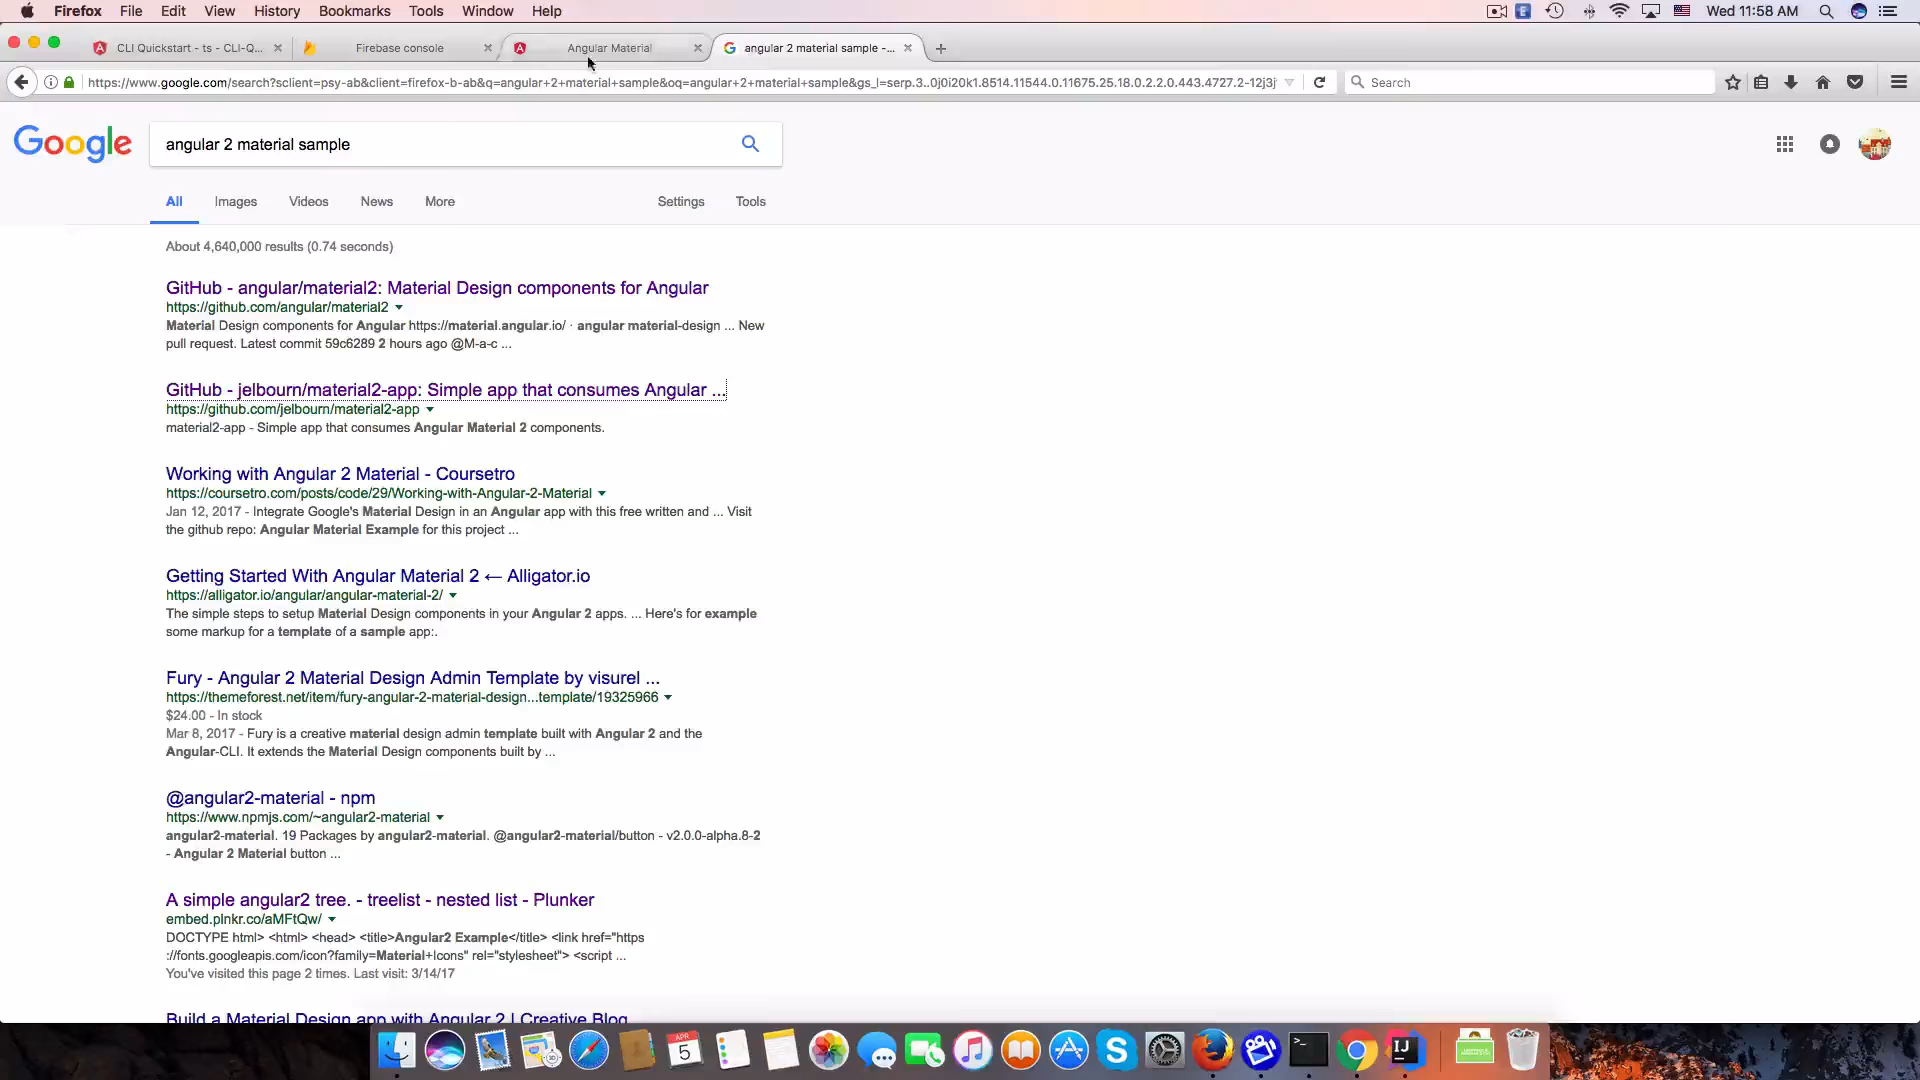 Firefox File Edit View History Bookmarks Tools Window Help Wed 11:58 AM
CLI Quickstart - ts - CLI-Q... Firebase console Angular Material angular 2 material sample -...
https://www.google.com/search?sclient=psy-ab&client=firefox-b-ab&q=angular+2+material+sample&oq=angular+2+material+sample&gs_l=serp.3..0j0i20k1.8514.11544.0.11675.25.18.0.2.2.0.443.4727.2-12j3j Search
Google angular 2 material sample
All Images Videos News More Settings Tools
About 4,640,000 results (0.74 seconds)
GitHub - angular/material2: Material Design components for Angular
https://github.com/angular/material2
Material Design components for Angular https://material.angular.io/ · angular material-design ... New
pull request. Latest commit 59c6289 2 hours ago @M-a-c ...
GitHub - jelbourn/material2-app: Simple app that consumes Angular ...
https://github.com/jelbourn/material2-app
material2-app - Simple app that consumes Angular Material 2 components.
Working with Angular 2 Material - Coursetro
https://coursetro.com/posts/code/29/Working-with-Angular-2-Material
Jan 12, 2017 - Integrate Google's Material Design in an Angular app with this free written and ... Visit
the github repo: Angular Material Example for this project ...
Getting Started With Angular Material 2 ← Alligator.io
https://alligator.io/angular/angular-material-2/
The simple steps to setup Material Design components in your Angular 2 apps. ... Here's for example
some markup for a template of a sample app:.
Fury - Angular 2 Material Design Admin Template by visurel ...
https://themeforest.net/item/fury-angular-2-material-design...template/19325966
$24.00 - In stock
Mar 8, 2017 - Fury is a creative material design admin template built with Angular 2 and the
Angular-CLI. It extends the Material Design components built by ...
@angular2-material - npm
https://www.npmjs.com/~angular2-material
angular2-material. 19 Packages by angular2-material. @angular2-material/button - v2.0.0-alpha.8-2
- Angular 2 Material button ...
A simple angular2 tree. - treelist - nested list - Plunker
embed.plnkr.co/aMFtQw/
DOCTYPE html> <html> <head> <title>Angular2 Example</title> <link href="https
://fonts.googleapis.com/icon?family=Material+Icons" rel="stylesheet"> <script ...
You've visited this page 2 times. Last visit: 3/14/17
Build a Material Design app with Angular 2 | Creative Bloq
APR
5